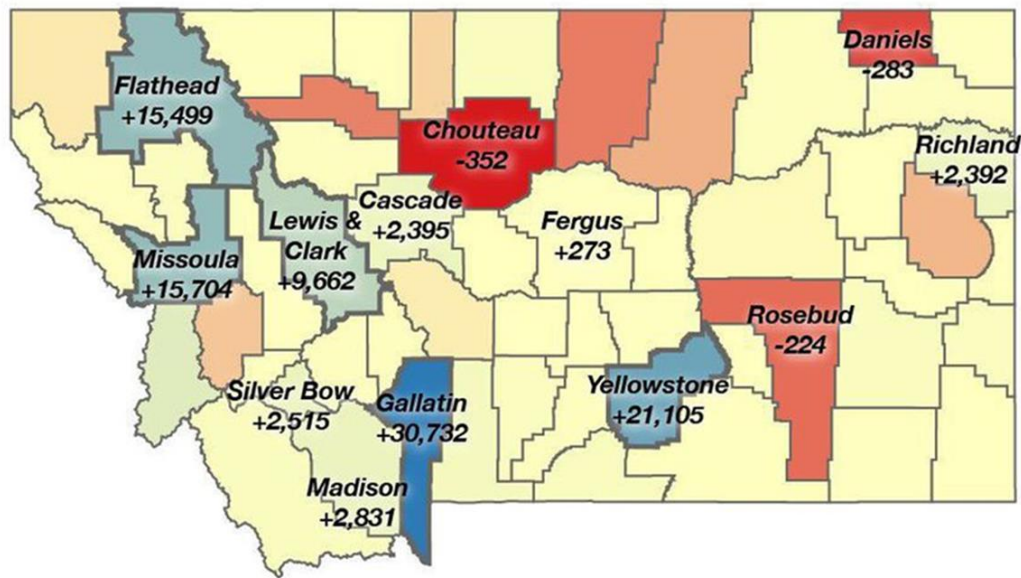 Daniels
-283
Flathead
+15,499
Chouteau
-352
Richland
+2,392
Cascade
+2,395
Lewis &
Clark
+9,662
Fergus
+273
Missoula
+15,704
Rosebud
-224
Silver Bow
+2,515
Gallatin
+30,732
Yellowstone
+21,105
Madison
+2,831